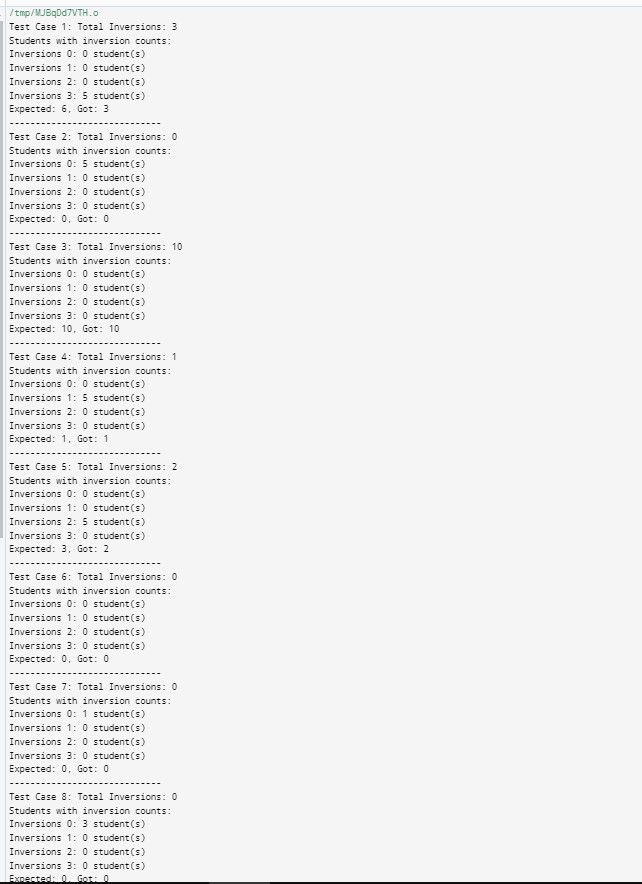 /tmp/MJBqDd7VTH.o
Test Case 1: Total Inversions: 3
Students with inversion counts:
Inversions 0: 0 student(s)
Inversions 1: 0 student(s)
Inversions 2: 0 student(s)
Inversions 3: 5 student(s)
Expected: 6, Got: 3
-----------------------------
Test Case 2: Total Inversions: 0
Students with inversion counts:
Inversions 0: 5 student(s)
Inversions 1: 0 student(s)
Inversions 2: 0 student(s)
Inversions 3: 0 student(s)
Expected: 0, Got: 0
-----------------------------
Test Case 3: Total Inversions: 10
Students with inversion counts:
Inversions 0: 0 student(s)
Inversions 1: 0 student(s)
Inversions 2: 0 student(s)
Inversions 3: 0 student(s)
Expected: 10, Got: 10
-----------------------------
Test Case 4: Total Inversions: 1
Students with inversion counts:
Inversions 0: 0 student(s)
Inversions 1: 5 student(s)
Inversions 2: 0 student(s)
Inversions 3: 0 student(s)
Expected: 1, Got: 1
-----------------------------
Test Case 5: Total Inversions: 2
Students with inversion counts:
Inversions 0: 0 student(s)
Inversions 1: 0 student(s)
Inversions 2: 5 student(s)
Inversions 3: 0 student(s)
Expected: 3, Got: 2
-----------------------------
Test Case 6: Total Inversions: 0
Students with inversion counts:
Inversions 0: 0 student(s)
Inversions 1: 0 student(s)
Inversions 2: 0 student(s)
Inversions 3: 0 student(s)
Expected: 0, Got: 0
-----------------------------
Test Case 7: Total Inversions: 0
Students with inversion counts:
Inversions 0: 1 student(s)
Inversions 1: 0 student(s)
Inversions 2: 0 student(s)
Inversions 3: 0 student(s)
Expected: 0, Got: 0
-----------------------------
Test Case 8: Total Inversions: 0
Students with inversion counts:
Inversions 0: 3 student(s)
Inversions 1: 0 student(s)
Inversions 2: 0 student(s)
Inversions 3: 0 student(s)
Expected: 0, Got: 0